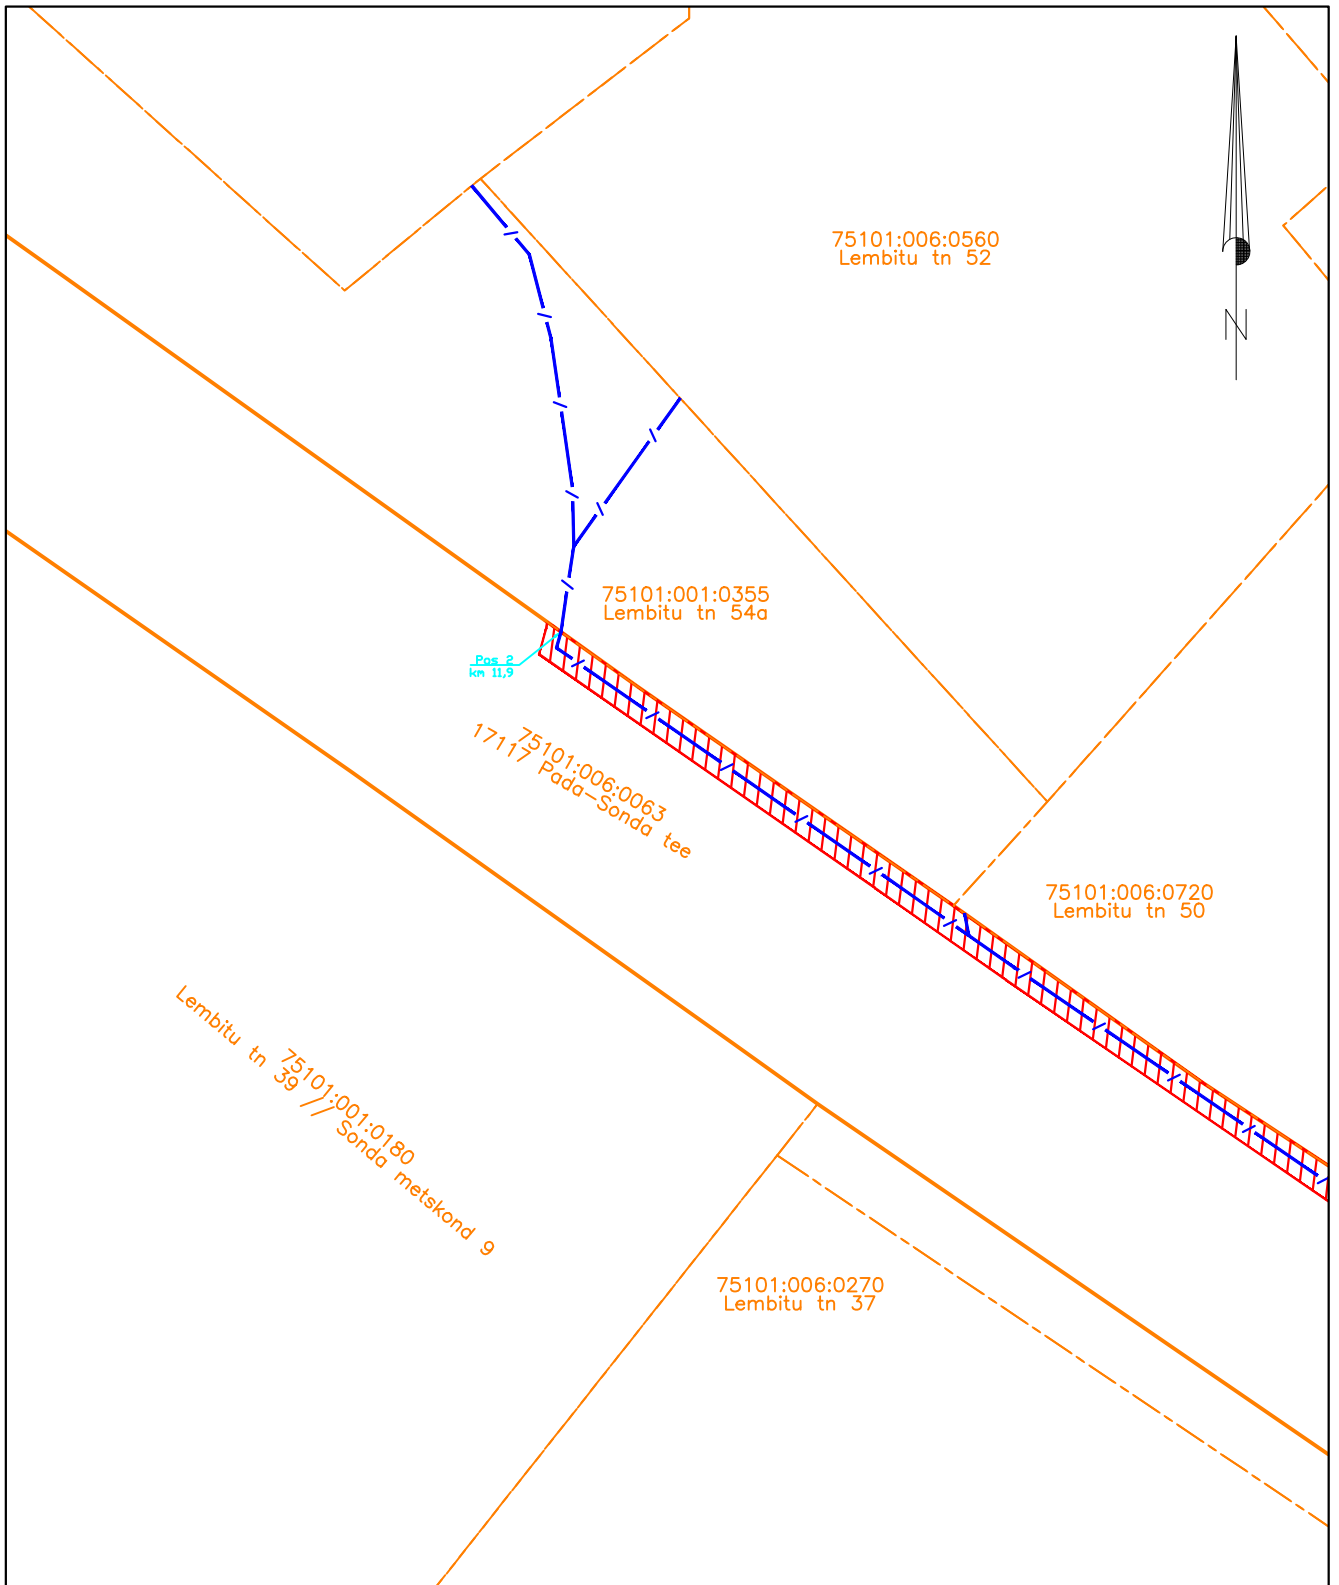 75101:006:0560
Lembitu tn 52
N
75101:001:0355
Lembitu tn 54a
Pos 2
km 11,9
75101:006:0063
17117 Pada-Sonda tee
75101:006:0720
Lembitu tn 50
75101:001:0180
Lembitu tn 39 // Sonda metskond 9
75101:006:0270
Lembitu tn 37